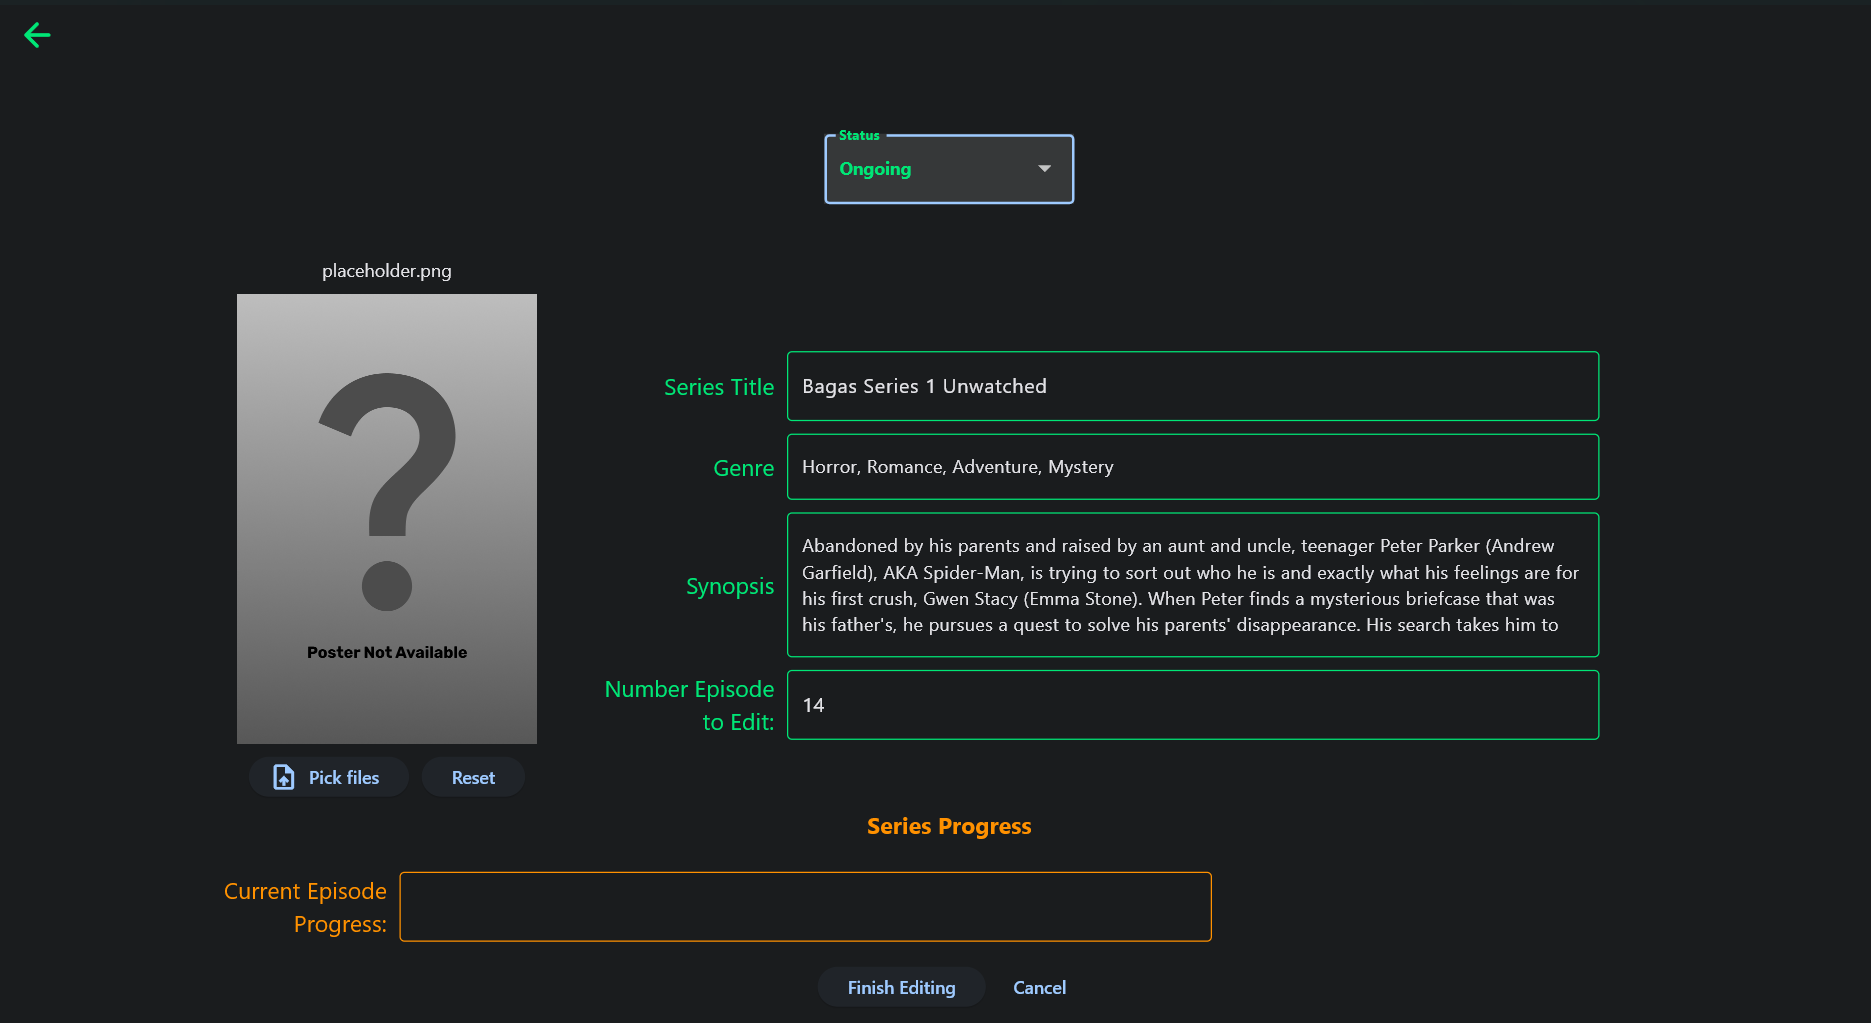 Status
Ongoing
placeholder.png
Poster Not Available
Pick files
Reset
Series Title
Bagas Series 1 Unwatched
Genre
Horror, Romance, Adventure, Mystery
Synopsis
Abandoned by his parents and raised by an aunt and uncle, teenager Peter Parker (Andrew
Garfield), AKA Spider-Man, is trying to sort out who he is and exactly what his feelings are for
his first crush, Gwen Stacy (Emma Stone). When Peter finds a mysterious briefcase that was
his father's, he pursues a quest to solve his parents' disappearance. His search takes him to
Number Episode
to Edit:
14
Series Progress
Current Episode
Progress:
Finish Editing
Cancel